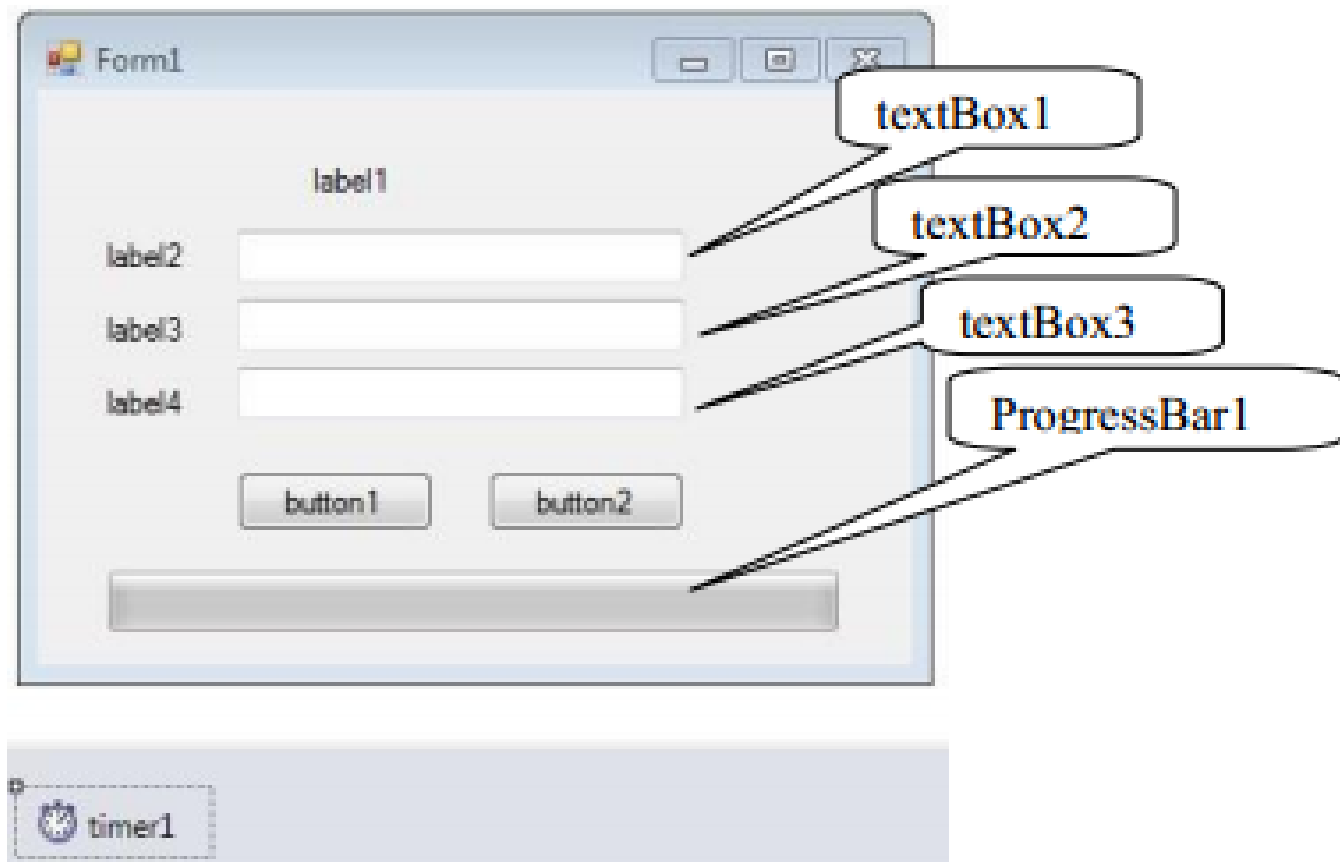 Form1
textBox1
label1
textBox2
label2
label3
textBox3
label4
ProgressBar1
button1 button2
timer1